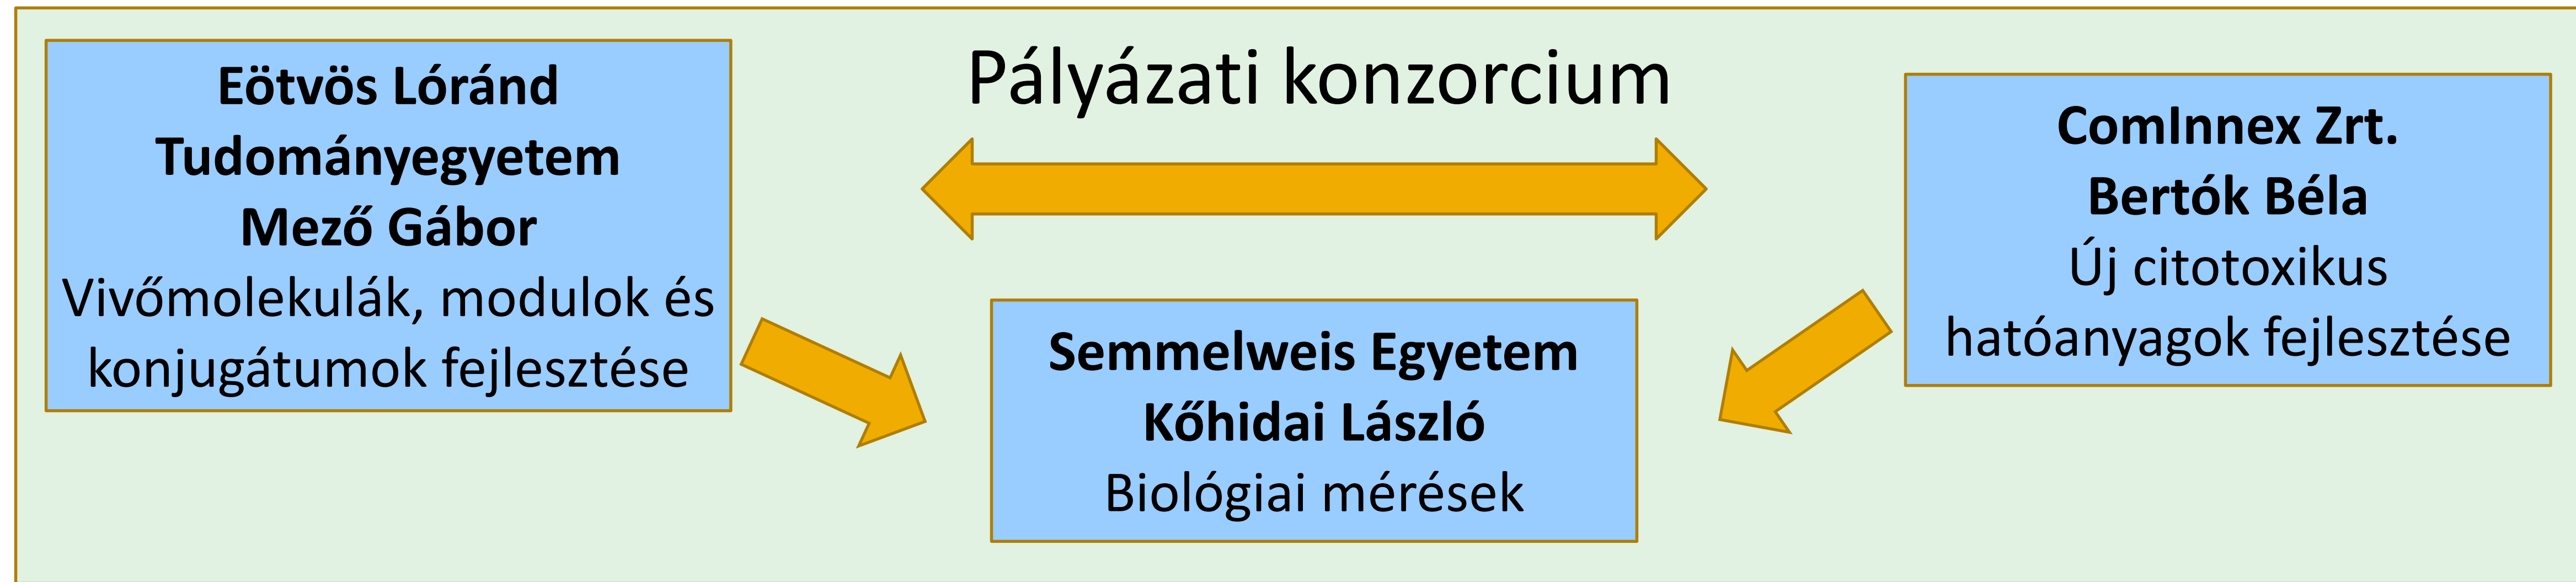 Pályázati konzorcium
Eötvös Lóránd
Tudományegyetem
Mező Gábor
Vivőmolekulák, modulok és
konjugátumok fejlesztése
ComInnex Zrt.
Bertók Béla
Új citotoxikus
hatóanyagok fejlesztése
Semmelweis Egyetem
Kőhidai László
Biológiai mérések